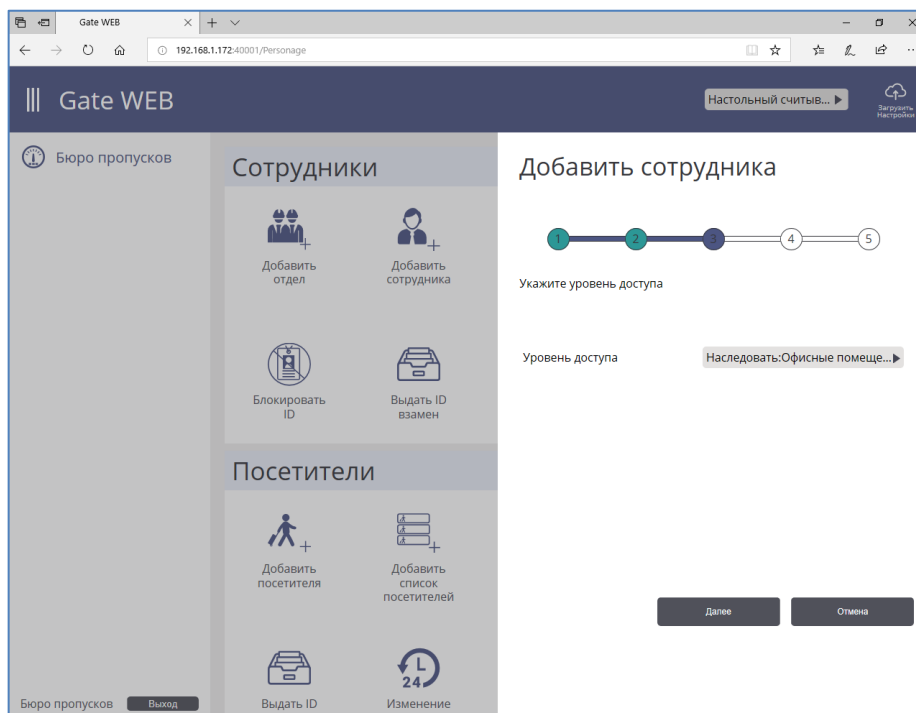 Gate WEB
192.168.1.172:40001/Personage
Gate WEB
Настольный считыв...
Загрузить
Настройки
Бюро пропусков
Сотрудники
Добавить
отдел
Добавить
сотрудника
Блокировать
ID
Выдать ID
взамен
Посетители
Добавить
посетителя
Добавить
список
посетителей
Выдать ID
L
24
Изменение
Бюро пропусков
Выход
Добавить сотрудника
1 2 3 4 5
Укажите уровень доступа
Уровень доступа
Наследовать:Офисные помеще...
Далее
Отмена